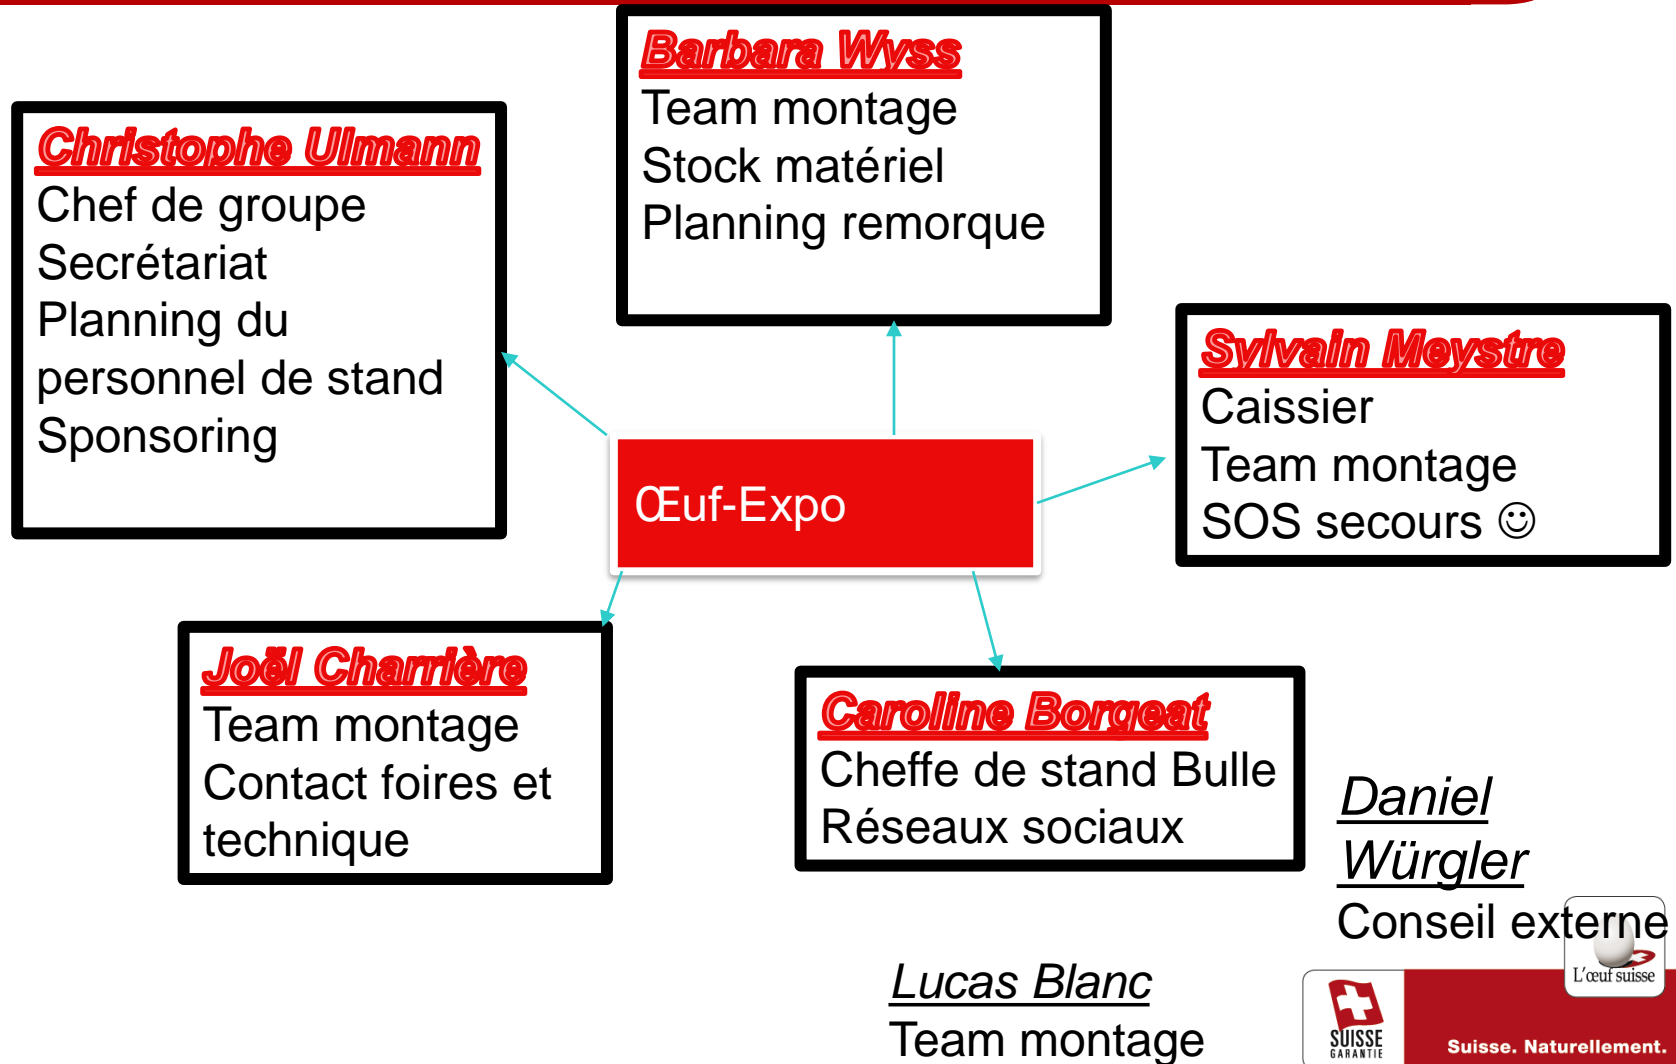 Barbara Wyss
Team montage
Stock matériel
Planning remorque
Christophe Ulmann
Chef de groupe
Secrétariat
Planning du
personnel de stand
Sponsoring
Sylvain Meystre
Caissier
Team montage
SOS secours ☺
Œuf-Expo
Joël Charrière
Team montage
Contact foires et
technique
Caroline Borgeat
Cheffe de stand Bulle
Réseaux sociaux
Daniel
Würgler
Conseil externe
Lucas Blanc
Team montage
L'œuf suisse
SUISSE
GARANTIE
Suisse. Naturellement.